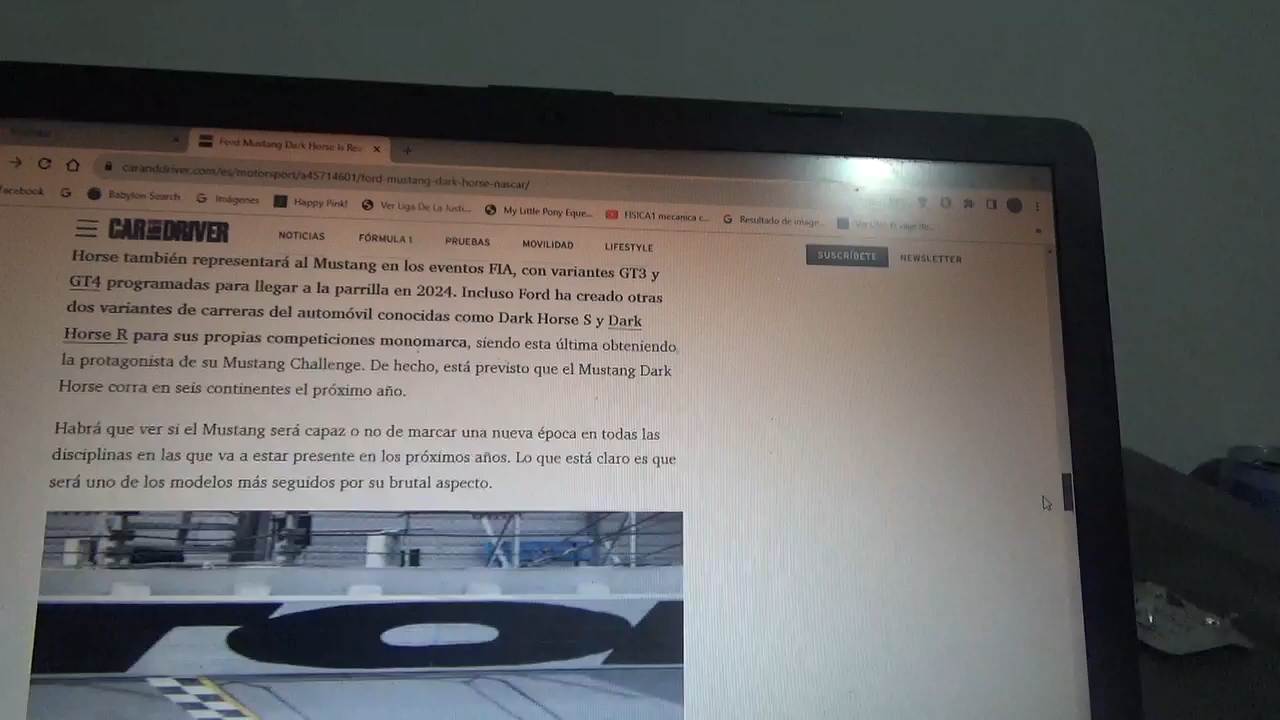 Ford Mustang Dark Horse Is Rea
caranddriver.com/es/motorsport/a45714601/ford-mustang-dark-horse-nascar/
facebook
Babylon Search
Imágenes
Happy Pink!
Ver Liga De La Justi...
My Little Pony Eque...
FISICA1 mecanica c...
Resultado de image...
CAR AND DRIVER
NOTICIAS
FÓRMULA 1
PRUEBAS
MOVILIDAD
LIFESTYLE
SUSCRÍBETE
NEWSLETTER
Horse también representará al Mustang en los eventos FIA, con variantes GT3 y
GT4 programadas para llegar a la parrilla en 2024. Incluso Ford ha creado otras
dos variantes de carreras del automóvil conocidas como Dark Horse S y Dark
Horse R para sus propias competiciones monomarca, siendo esta última obteniendo
la protagonista de su Mustang Challenge. De hecho, está previsto que el Mustang Dark
Horse corra en seis continentes el próximo año.
Habrá que ver si el Mustang será capaz o no de marcar una nueva época en todas las
disciplinas en las que va a estar presente en los próximos años. Lo que está claro es que
será uno de los modelos más seguidos por su brutal aspecto.